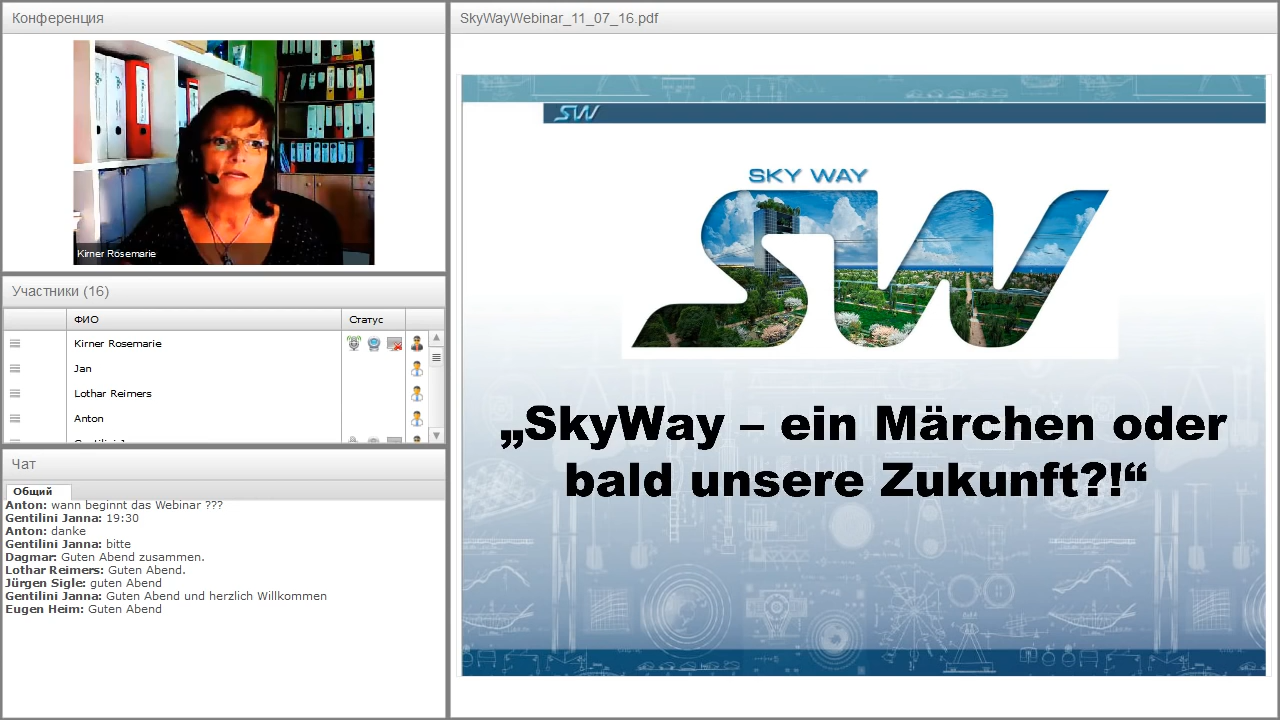 Конференция
Kirner Rosemarie
Участники (16)
ФИО
Статус
Kirner Rosemarie
Jan
Lothar Reimers
Anton
Чат
Общий
Anton: wann beginnt das Webinar ???
Gentilini Janna: 19:30
Anton: danke
Gentilini Janna: bitte
Dagmar: Guten Abend zusammen.
Lothar Reimers: Guten Abend.
Jürgen Sigle: guten Abend
Gentilini Janna: Guten Abend und herzlich Willkommen
Eugen Heim: Guten Abend
SkyWayWebinar_11_07_16.pdf
SW
SKY WAY
SW
„SkyWay – ein Märchen oder
bald unsere Zukunft?!“